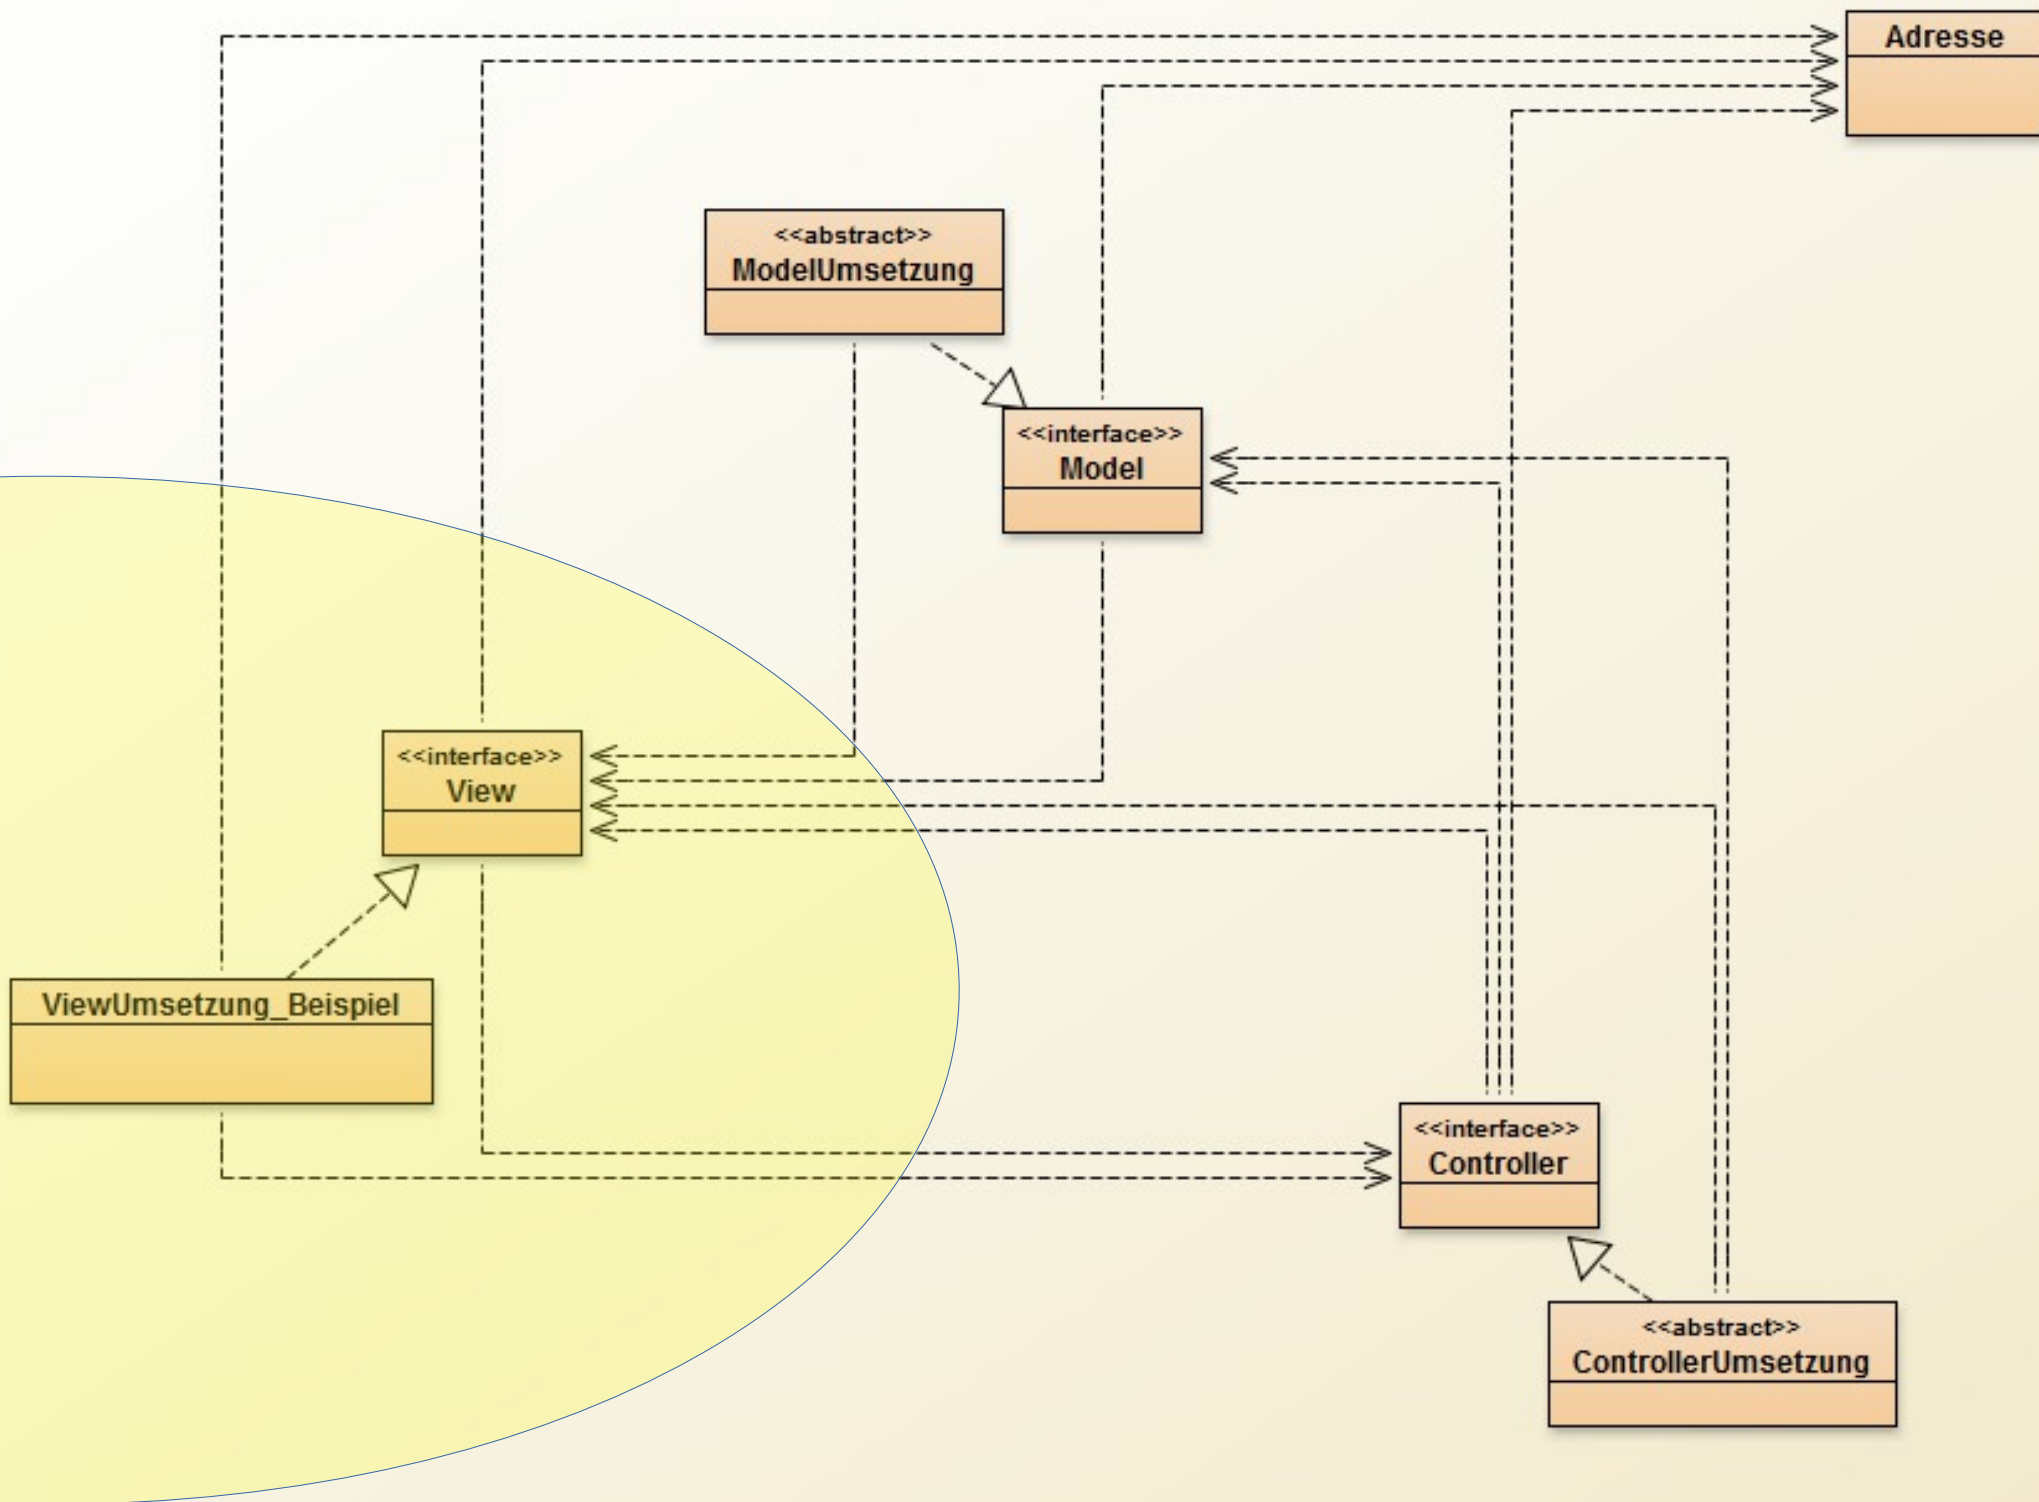 Adresse
<<abstract>>
ModelUmsetzung
<<interface>>
Model
<<interface>>
View
ViewUmsetzung_Beispiel
<<interface>>
Controller
<<abstract>>
ControllerUmsetzung